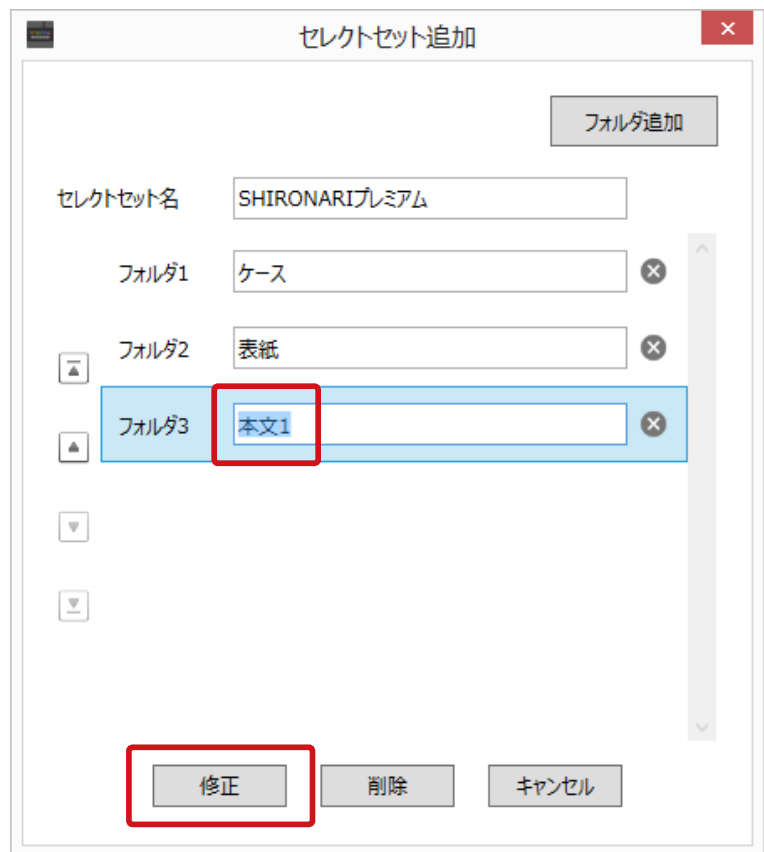 セレクトセット追加
フォルダ追加
セレクトセット名 SHIRONARIプレミアム
フォルダ1 ケース
フォルダ2 表紙
フォルダ3 本文1
修正 削除 キャンセル